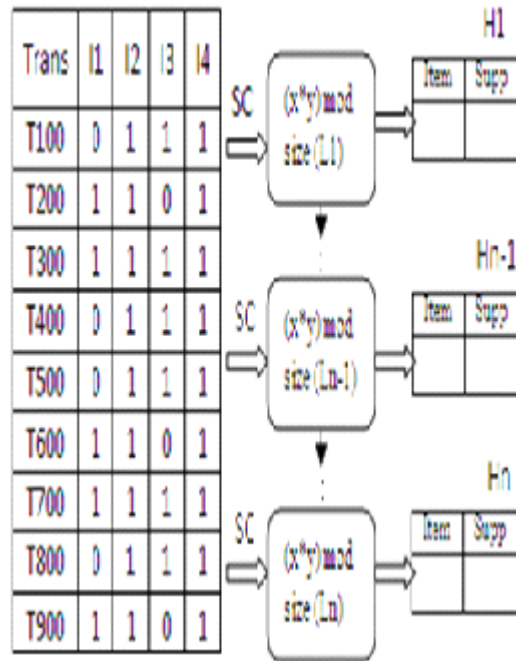 Trans I1 I2 I3 I4
T100 0 1 1 1
T200 1 1 0 1
T300 1 1 1 1
T400 0 1 1 1
T500 0 1 1 1
T600 1 1 0 1
T700 1 1 1 1
T800 0 1 1 1
T900 1 1 0 1
SC
(x*y)mod
size(L1)
H1
Item Supp
SC
(x*y)mod
size(Ln-1)
Hn-1
Item Supp
SC
(x*y)mod
size(Ln)
Hn
Item Supp